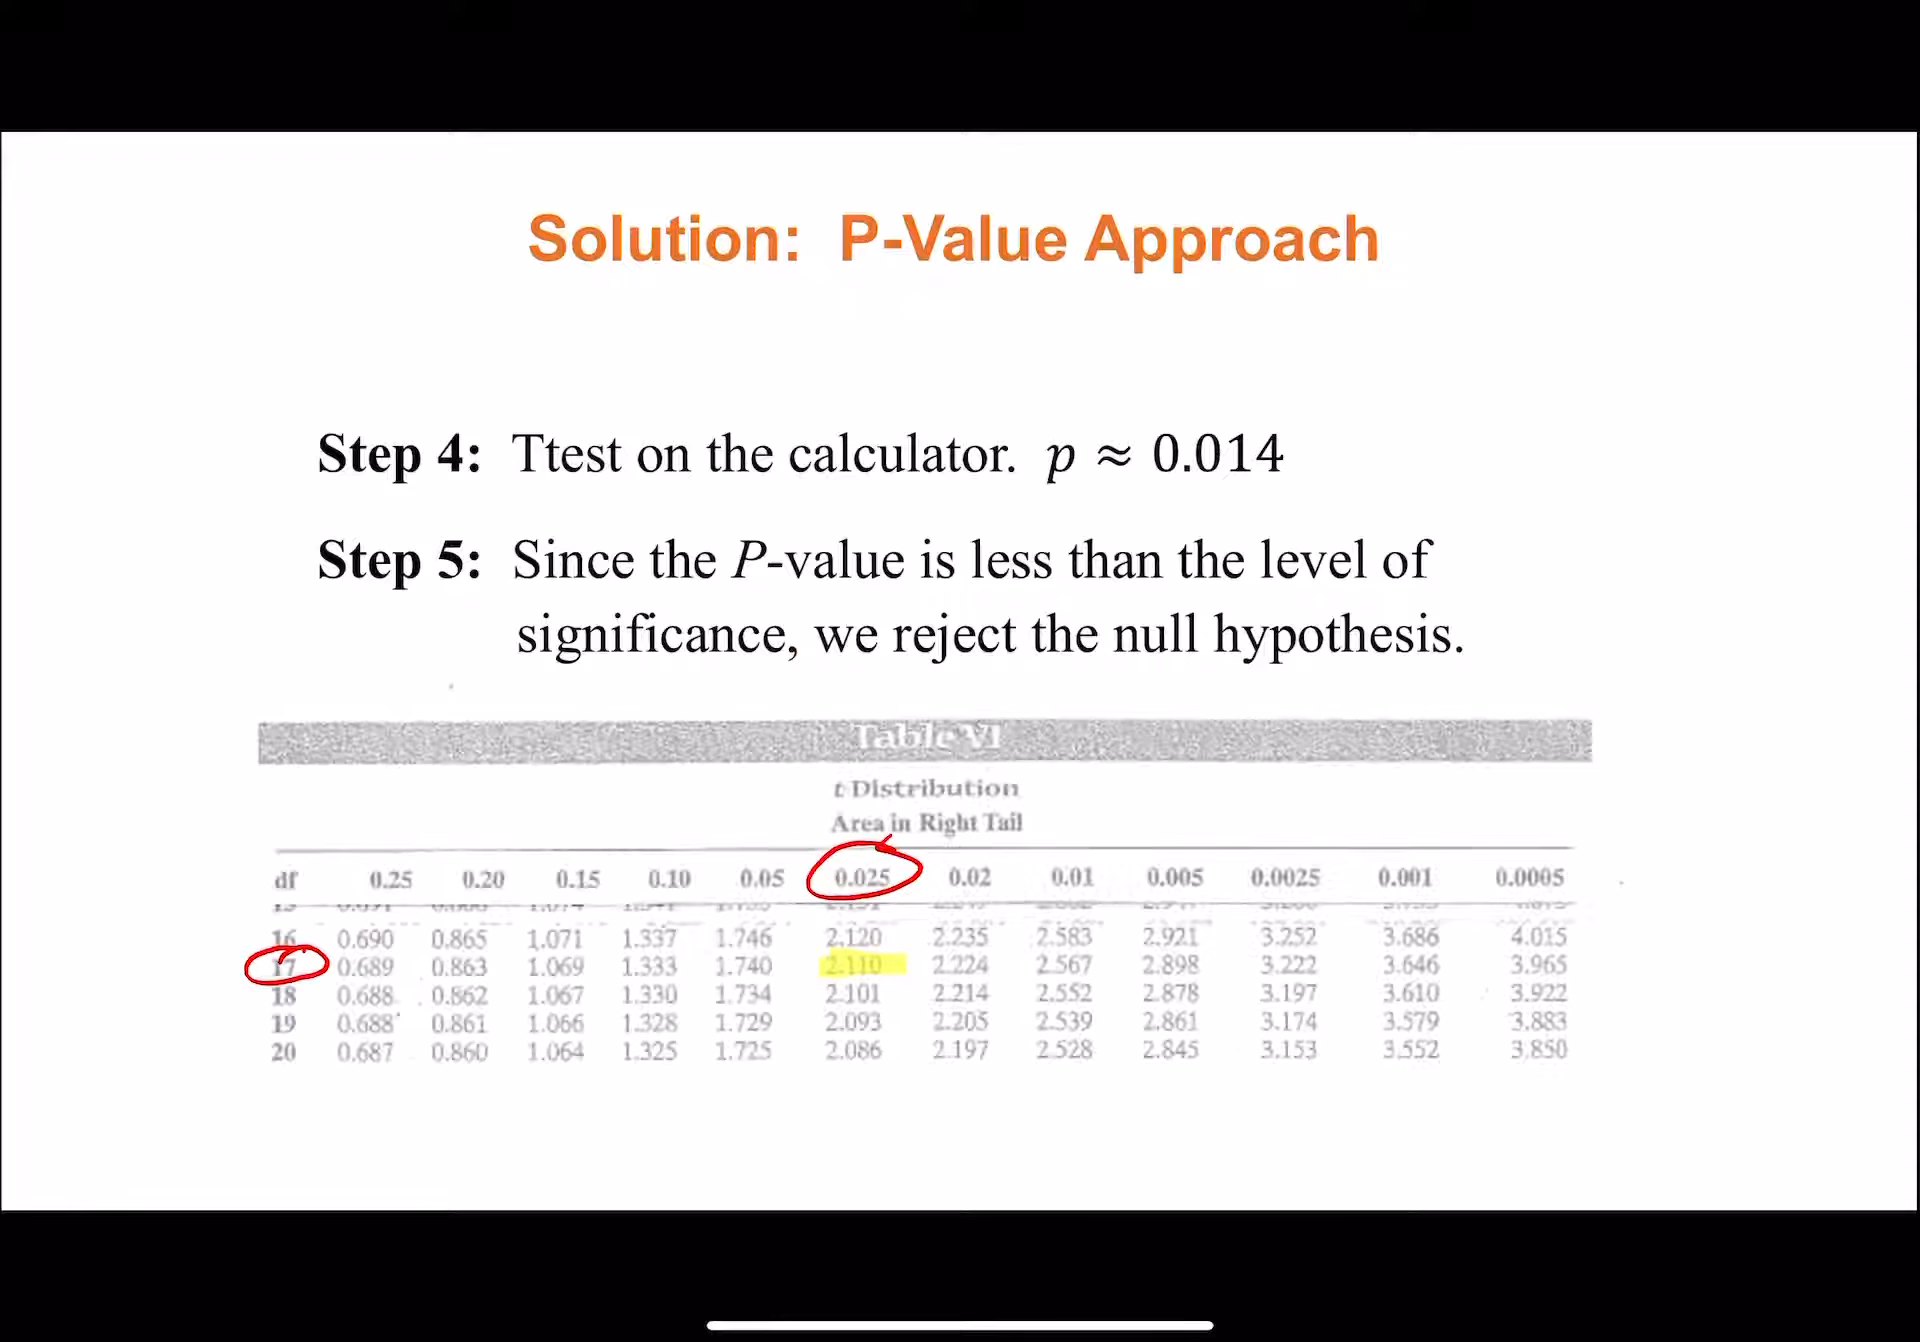 Solution: P-Value Approach
Step 4: Ttest on the calculator. p ≈ 0.014
Step 5: Since the P-value is less than the level of
significance, we reject the null hypothesis.
Table VI
t Distribution
Area in Right Tail
df 0.25 0.20 0.15 0.10 0.05 0.025 0.02 0.01 0.005 0.0025 0.001 0.0005
16 0.690 0.865 1.071 1.337 1.746 2.120 2.235 2.583 2.921 3.252 3.686 4.015
17 0.689 0.863 1.069 1.333 1.740 2.110 2.224 2.567 2.898 3.222 3.646 3.965
18 0.688 0.862 1.067 1.330 1.734 2.101 2.214 2.552 2.878 3.197 3.610 3.922
19 0.688 0.861 1.066 1.328 1.729 2.093 2.205 2.539 2.861 3.174 3.579 3.883
20 0.687 0.860 1.064 1.325 1.725 2.086 2.197 2.528 2.845 3.153 3.552 3.850